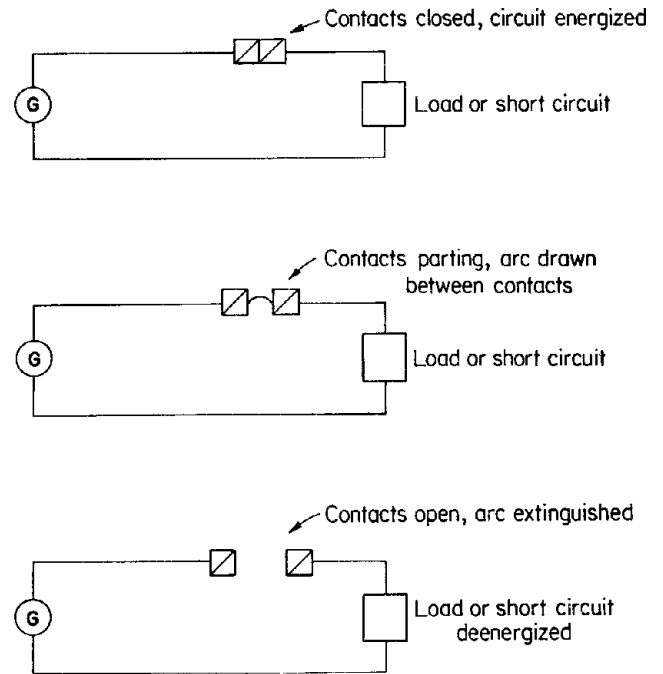 Contacts closed, circuit energized
G
Load or short circuit
Contacts parting, arc drawn
between contacts
G
Load or short circuit
Contacts open, arc extinguished
G
Load or short circuit
deenergized